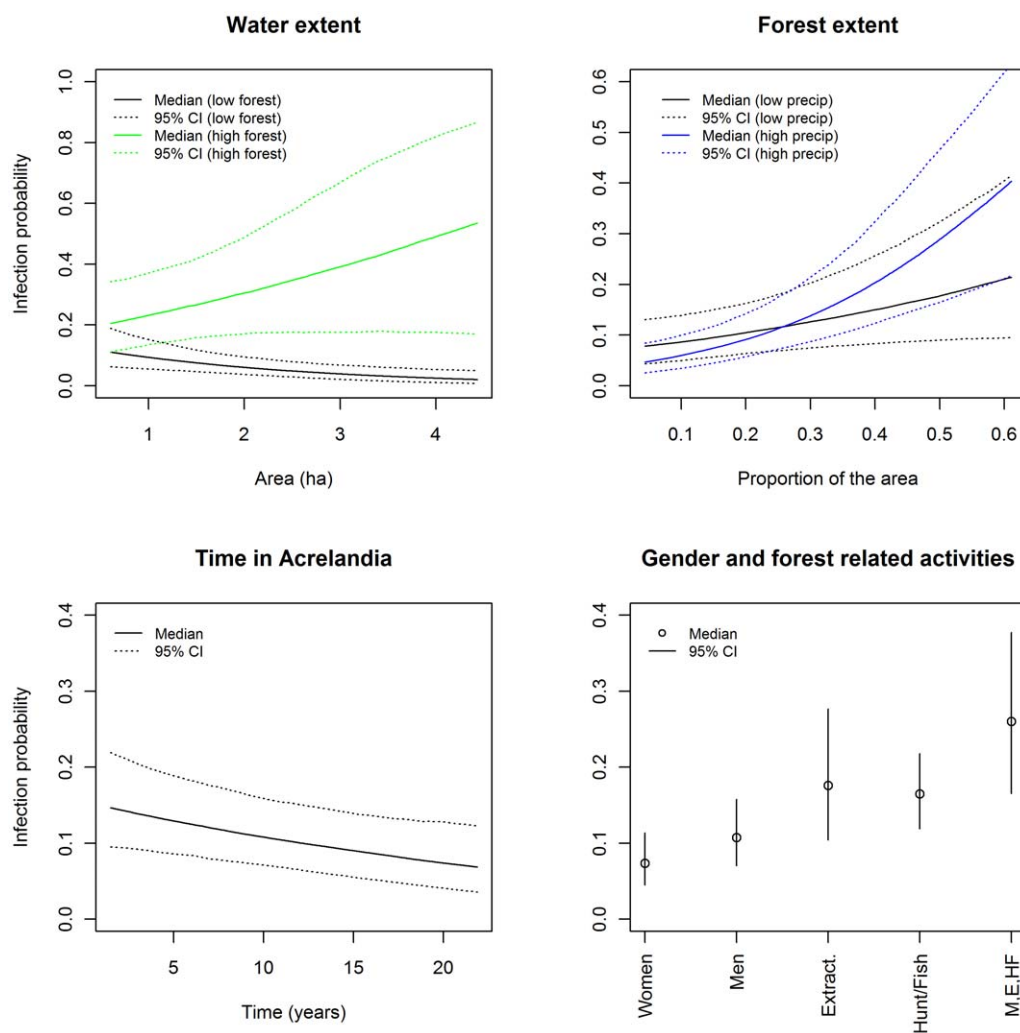 Water extent
Infection probability
0.0 0.2 0.4 0.6 0.8 1.0
Median (low forest)
95% CI (low forest)
Median (high forest)
95% CI (high forest)
1 2 3 4
Area (ha)
Forest extent
0.0 0.1 0.2 0.3 0.4 0.5 0.6
Median (low precip)
95% CI (low precip)
Median (high precip)
95% CI (high precip)
0.1 0.2 0.3 0.4 0.5 0.6
Proportion of the area
Time in Acrelandia
Infection probability
0.0 0.1 0.2 0.3 0.4
Median
95% CI
5 10 15 20
Time (years)
Gender and forest related activities
0.0 0.1 0.2 0.3 0.4
Median
95% CI
Women
Men
Extract.
Hunt/Fish
M.E.HF